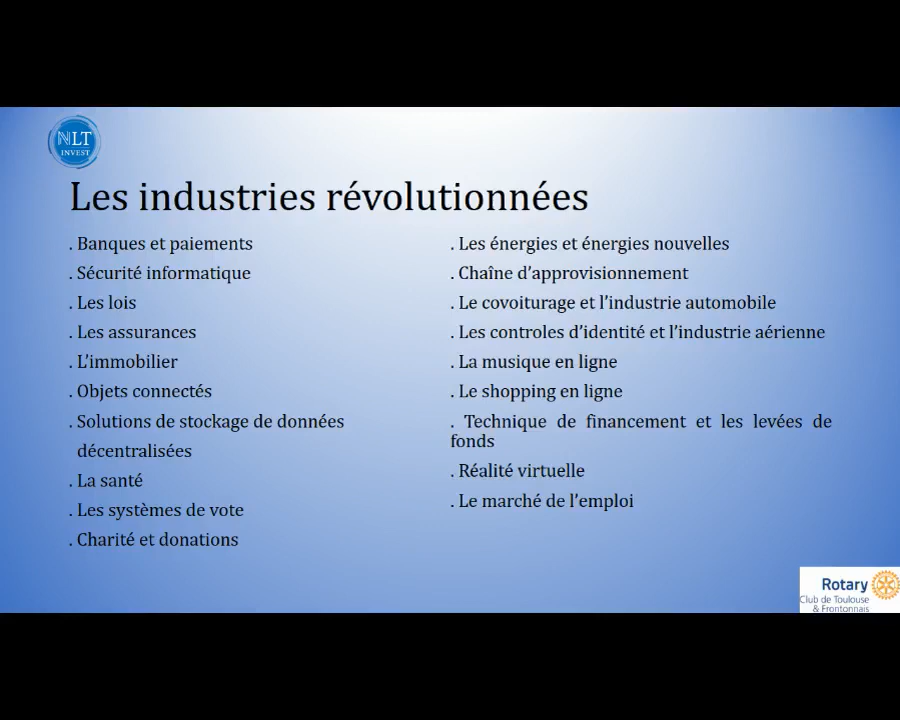 NLT
INVEST
Les industries révolutionnées
. Banques et paiements
. Sécurité informatique
. Les lois
. Les assurances
. L’immobilier
. Objets connectés
. Solutions de stockage de données
décentralisées
. La santé
. Les systèmes de vote
. Charité et donations
. Les énergies et énergies nouvelles
. Chaîne d’approvisionnement
. Le covoiturage et l’industrie automobile
. Les controles d’identité et l’industrie aérienne
. La musique en ligne
. Le shopping en ligne
. Technique de financement et les levées de
fonds
. Réalité virtuelle
. Le marché de l’emploi
Rotary
Club de Toulouse
& Frontonnais